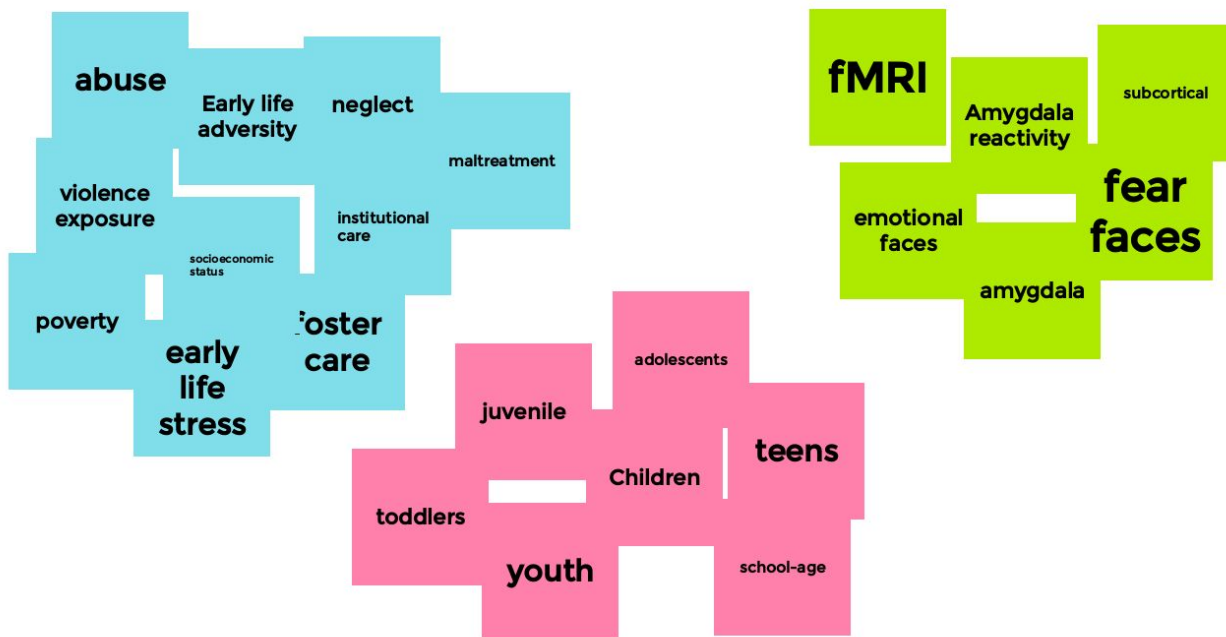 abuse
Early life
adversity
neglect
maltreatment
violence
exposure
institutional
care
socioeconomic
status
poverty
early
life
stress
foster
care
fMRI
Amygdala
reactivity
subcortical
emotional
faces
fear
faces
amygdala
adolescents
juvenile
teens
Children
toddlers
youth
school-age